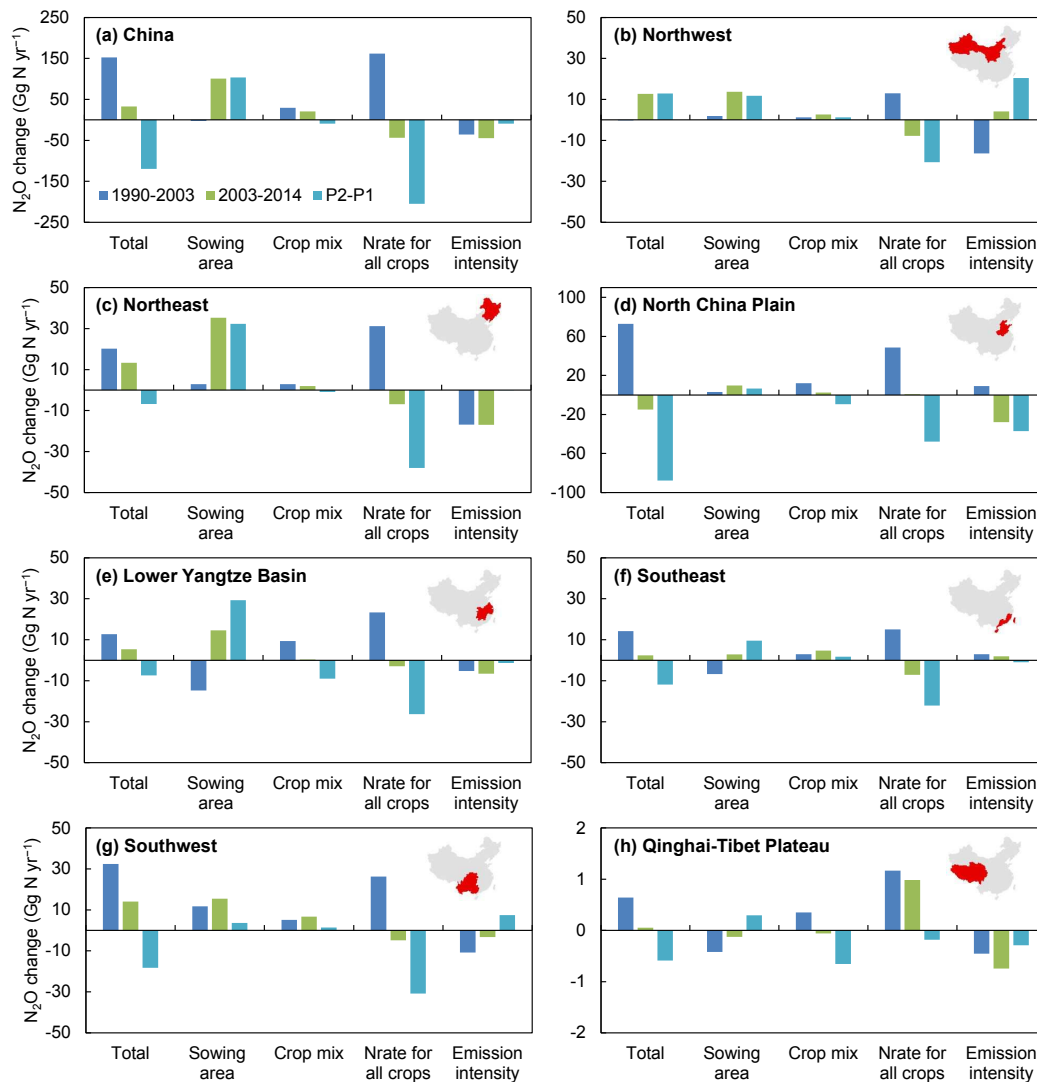 (a) China
N₂O change (Gg N yr⁻¹)
250
150
50
-50
-150
-250
1990-2003
2003-2014
P2-P1
Total
Sowing
area
Crop mix
Nrate for
all crops
Emission
intensity
(b) Northwest
50
30
10
-10
-30
-50
Total
Sowing
area
Crop mix
Nrate for
all crops
Emission
intensity
(c) Northeast
N₂O change (Gg N yr⁻¹)
50
30
10
-10
-30
-50
Total
Sowing
area
Crop mix
Nrate for
all crops
Emission
intensity
(d) North China Plain
100
60
20
-20
-60
-100
Total
Sowing
area
Crop mix
Nrate for
all crops
Emission
intensity
(e) Lower Yangtze Basin
N₂O change (Gg N yr⁻¹)
50
30
10
-10
-30
-50
Total
Sowing
area
Crop mix
Nrate for
all crops
Emission
intensity
(f) Southeast
50
30
10
-10
-30
-50
Total
Sowing
area
Crop mix
Nrate for
all crops
Emission
intensity
(g) Southwest
N₂O change (Gg N yr⁻¹)
50
30
10
-10
-30
-50
Total
Sowing
area
Crop mix
Nrate for
all crops
Emission
intensity
(h) Qinghai-Tibet Plateau
2
1
0
-1
-2
Total
Sowing
area
Crop mix
Nrate for
all crops
Emission
intensity